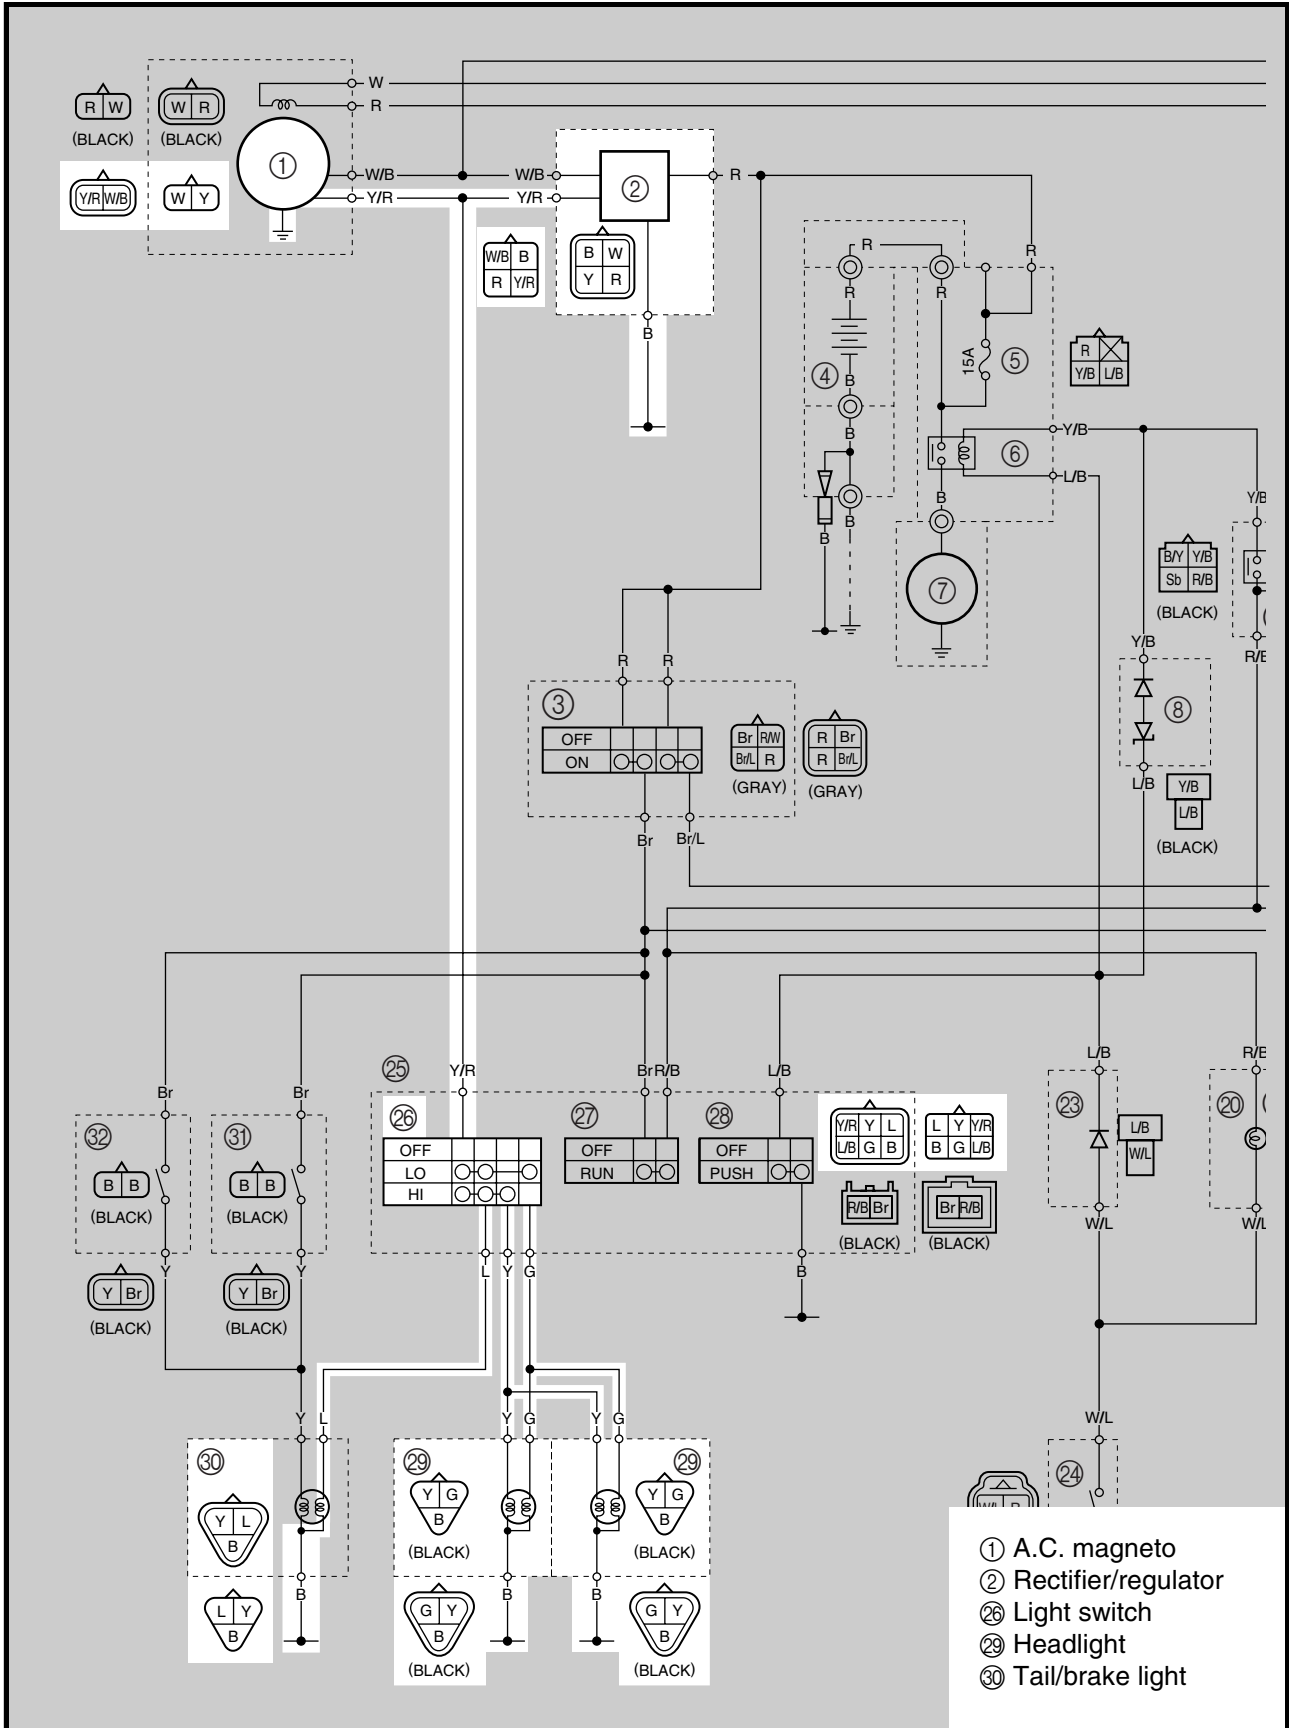 W
R
R W
(BLACK)
W R
(BLACK)
①
W/B
W/B
②
R
Y/R
Y/R
Y/R W/B
W Y
W/B B
R Y/R
B W
Y R
B
R
R
R
R
④
B
B
B
B
15A
⑤
R
Y/B L/B
Y/B
⑥
L/B
B
⑦
Y/B
B/Y Y/B
Sb R/B
(BLACK)
Y/B
⑧
L/B
Y/B
L/B
(BLACK)
R
R
③
OFF
ON
Br R/W
Br/L R
(GRAY)
R Br
R Br/L
(GRAY)
Br
Br/L
Br
Br
㉕
Y/R
Br R/B
L/B
L/B
㉜
B B
(BLACK)
Y
Y Br
(BLACK)
㉛
B B
(BLACK)
Y
Y Br
(BLACK)
㉖
OFF
LO
HI
㉗
OFF
RUN
㉘
OFF
PUSH
Y/R Y L
L/B G B
L Y Y/R
B G L/B
R/B Br
(BLACK)
Br R/B
(BLACK)
L
Y
G
B
㉓
L/B
W/L
W/L
⑳
W/L
Y
L
㉚
Y L
B
B
L Y
B
Y
G
Y
G
㉙
Y G
B
(BLACK)
㉙
Y G
B
(BLACK)
B
B
G Y
B
(BLACK)
G Y
B
(BLACK)
㉔
① A.C. magneto
② Rectifier/regulator
㉖ Light switch
㉙ Headlight
㉚ Tail/brake light